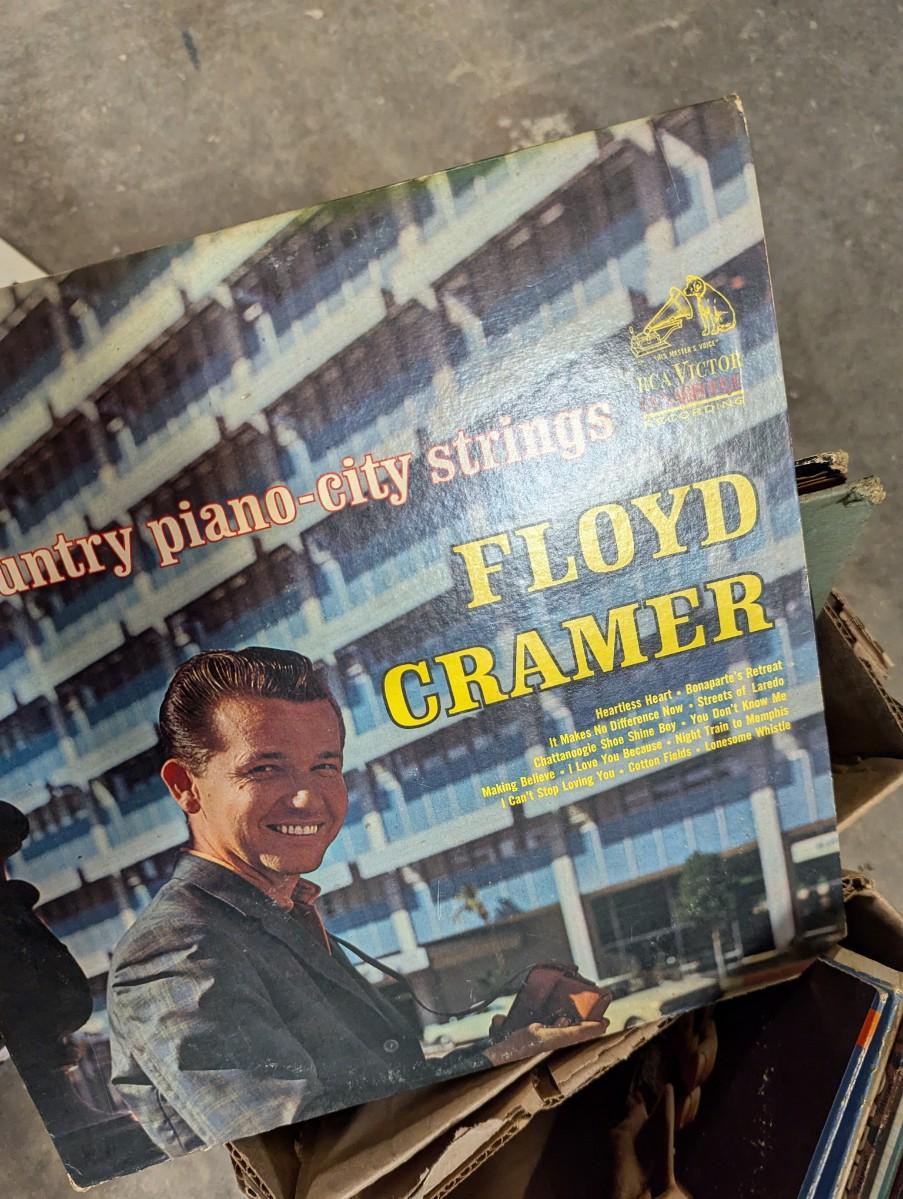 "HIS MASTER'S VOICE"
RCA VICTOR
RECORDING
untry piano-city strings
FLOYD
CRAMER
Heartless Heart • Bonaparte's Retreat
It Makes No Difference Now • Streets of Laredo
Chattanoogie Shoe Shine Boy • You Don't Know Me
Making Believe • I Love You Because • Night Train to Memphis
I Can't Stop Loving You • Cotton Fields • Lonesome Whistle